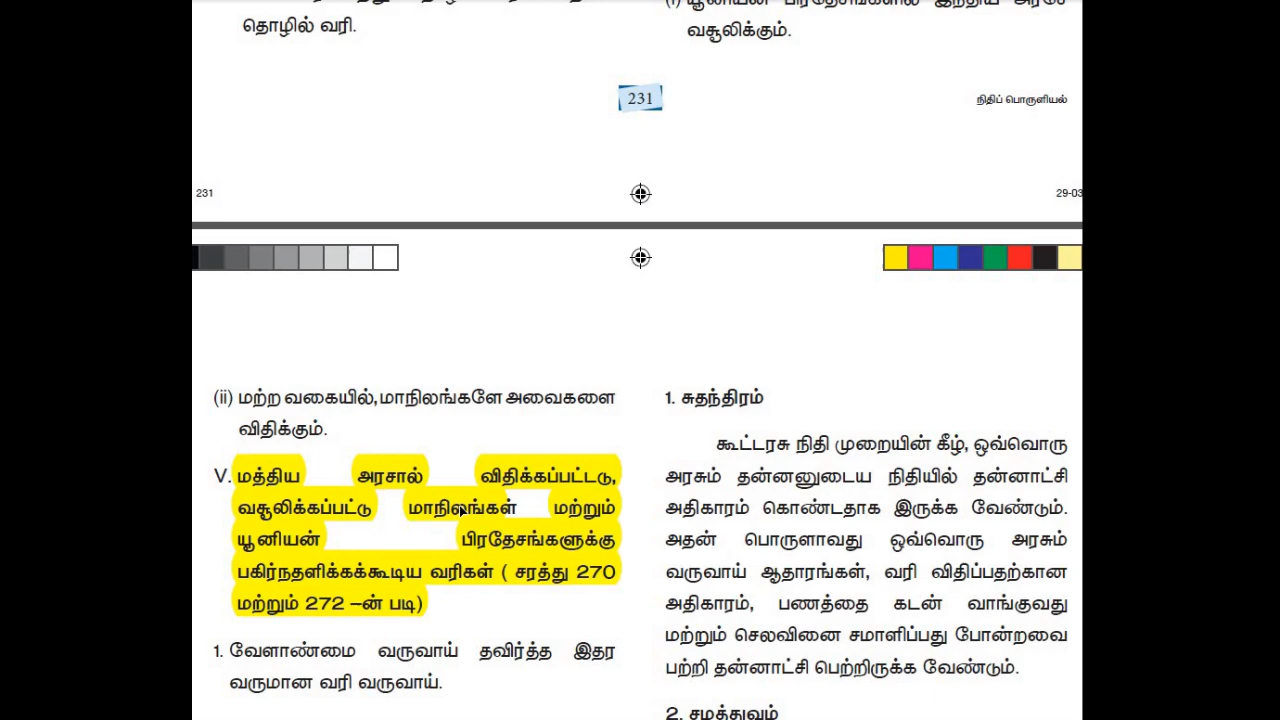 தொழில் வரி.
வசூலிக்கும்.
231
நிதிப் பொருளியல்
231
29-03
(ii) மற்ற வகையில்,மாநிலங்களே அவைகளை
விதிக்கும்.
V. மத்திய அரசால் விதிக்கப்பட்டு,
வசூலிக்கப்பட்டு மாநிலங்கள் மற்றும்
யூனியன் பிரதேசங்களுக்கு
பகிர்நதளிக்கக்கூடிய வரிகள் ( சரத்து 270
மற்றும் 272 –ன் படி)
1. வேளாண்மை வருவாய் தவிர்த்த இதர
வருமான வரி வருவாய்.
1. சுதந்திரம்
கூட்டரசு நிதி முறையின் கீழ், ஒவ்வொரு
அரசும் தன்னனுடைய நிதியில் தன்னாட்சி
அதிகாரம் கொண்டதாக இருக்க வேண்டும்.
அதன் பொருளாவது ஒவ்வொரு அரசும்
வருவாய் ஆதாரங்கள், வரி விதிப்பதற்கான
அதிகாரம், பணத்தை கடன் வாங்குவது
மற்றும் செலவினை சமாளிப்பது போன்றவை
பற்றி தன்னாட்சி பெற்றிருக்க வேண்டும்.
2. சமத்துவம்